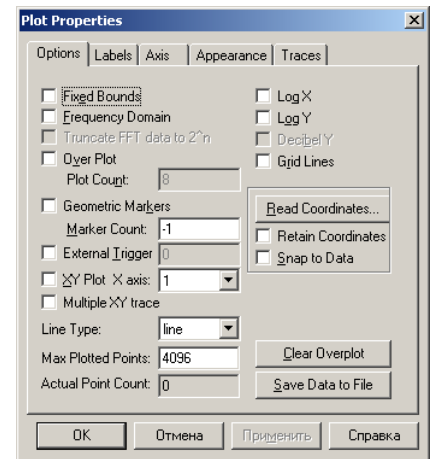 Plot Properties
Options Labels Axis Appearance Traces
Fixed Bounds
Frequency Domain
Truncate FFT data to 2^n
Over Plot
Plot Count: 8
Geometric Markers
Marker Count: -1
External Trigger 0
XY Plot X axis: 1
Multiple XY trace
Line Type: line
Max Plotted Points: 4096
Actual Point Count: 0
Log X
Log Y
Decibel Y
Grid Lines
Read Coordinates...
Retain Coordinates
Snap to Data
Clear Overplot
Save Data to File
OK Отмена Применить Справка